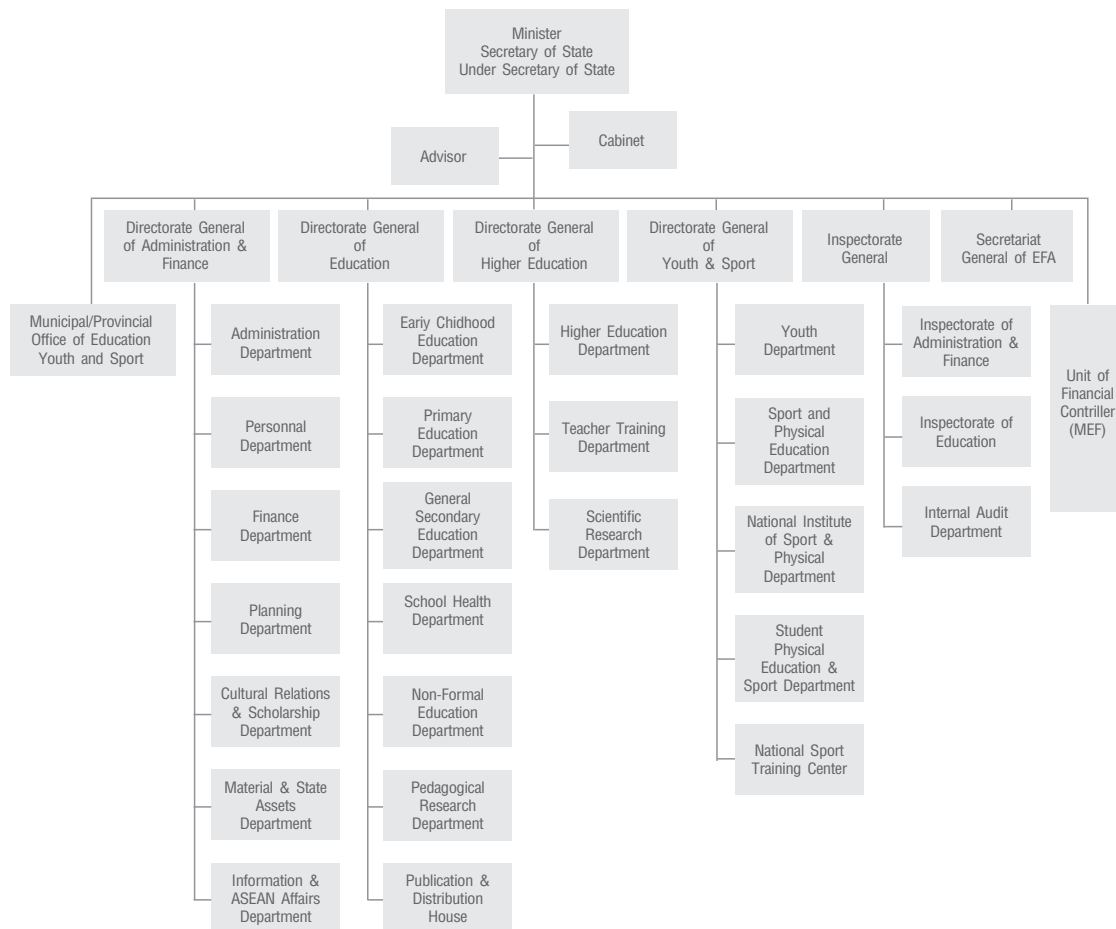 Minister
Secretary of State
Under Secretary of State
Advisor
Cabinet
Directorate General
of Administration &
Finance
Directorate General
of
Education
Directorate General
of
Higher Education
Directorate General
of
Youth & Sport
Inspectorate
General
Secretariat
General of EFA
Municipal/Provincial
Office of Education
Youth and Sport
Administration
Department
Personnal
Department
Finance
Department
Planning
Department
Cultural Relations
& Scholarship
Department
Material & State
Assets
Department
Information &
ASEAN Affairs
Department
Early Chidhood
Education
Department
Primary
Education
Department
General
Secondary
Education
Department
School Health
Department
Non-Formal
Education
Department
Pedagogical
Research
Department
Publication &
Distribution
House
Higher Education
Department
Teacher Training
Department
Scientific
Research
Department
Youth
Department
Sport and
Physical
Education
Department
National Institute
of Sport &
Physical
Department
Student
Physical
Education &
Sport Department
National Sport
Training Center
Inspectorate of
Administration &
Finance
Inspectorate of
Education
Internal Audit
Department
Unit of
Financial
Contriller
(MEF)